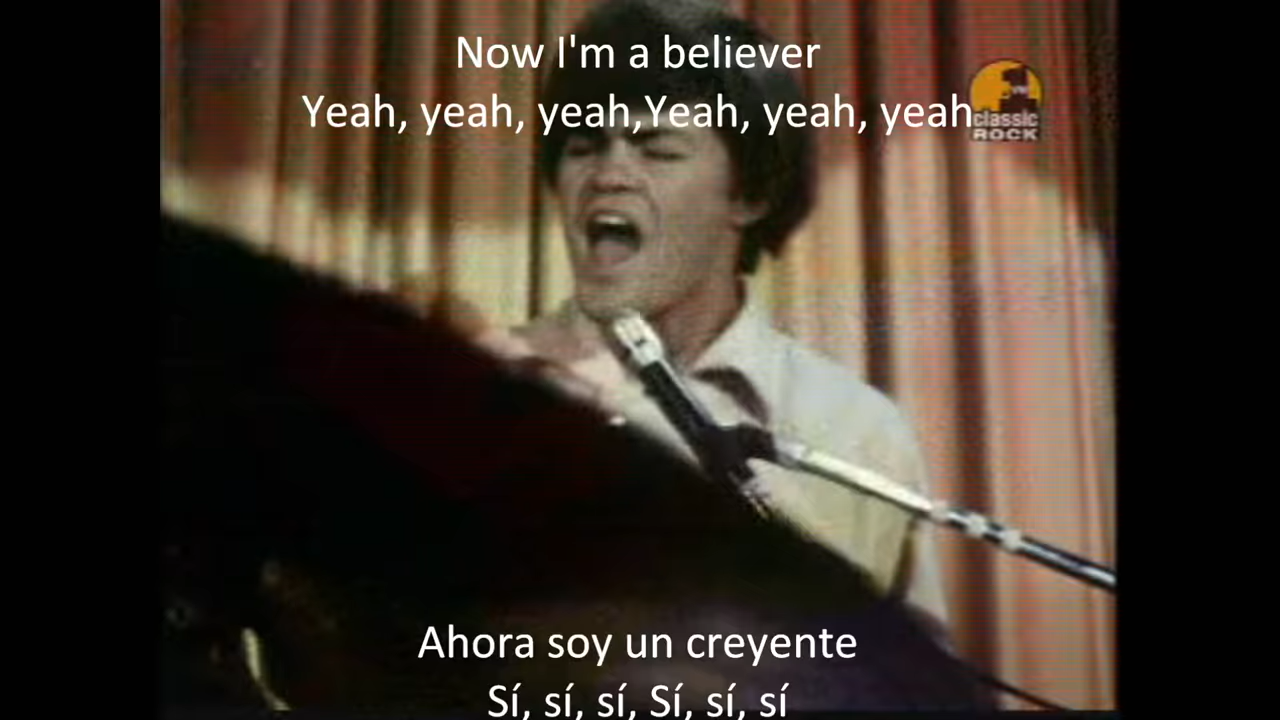 Now I'm a believer
Yeah, yeah, yeah,Yeah, yeah, yeah
classic
ROCK
Ahora soy un creyente
Sí, sí, sí, Sí, sí, sí